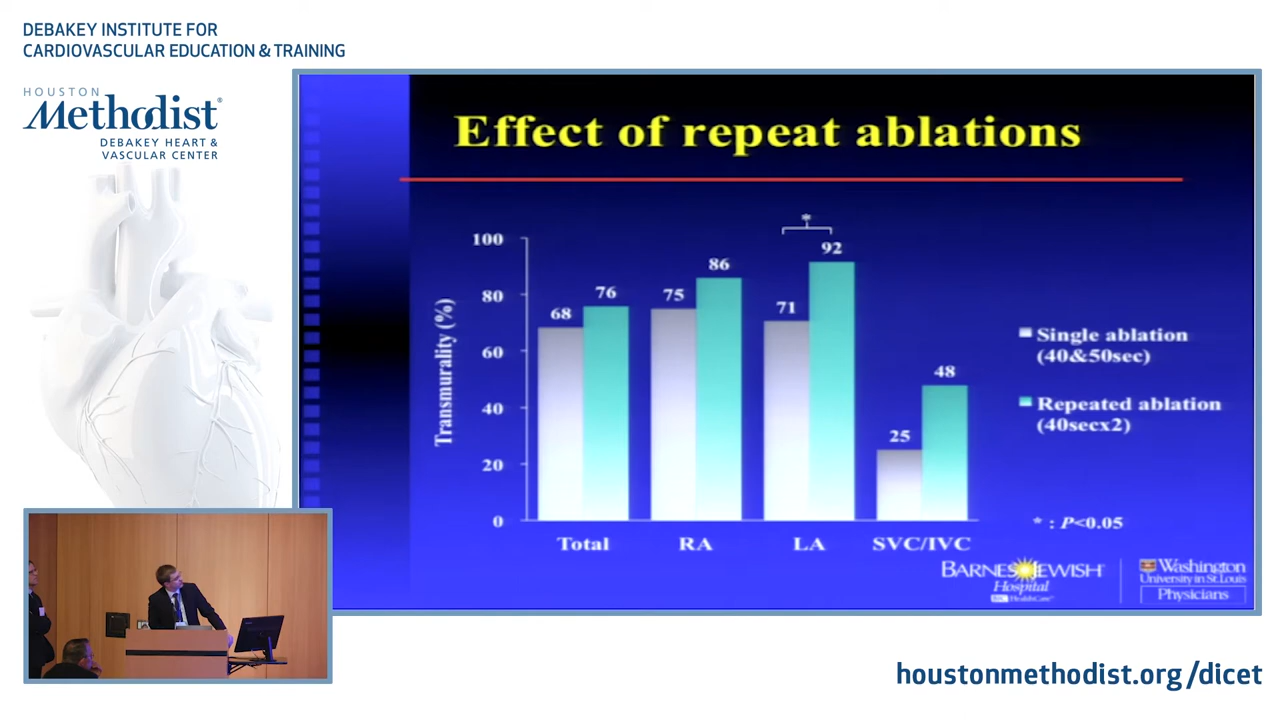 DEBAKEY INSTITUTE FOR
CARDIOVASCULAR EDUCATION & TRAINING
HOUSTON
Methodist®
DEBAKEY HEART &
VASCULAR CENTER
Effect of repeat ablations
*
100
80
60
40
20
0
Transmurality (%)
68
76
75
86
71
92
25
48
Total
RA
LA
SVC/IVC
Single ablation
(40&50sec)
Repeated ablation
(40secx2)
* : P<0.05
BARNES JEWISH
Hospital
BJC HealthCare
Washington
University in St. Louis
Physicians
houstonmethodist.org/dicet